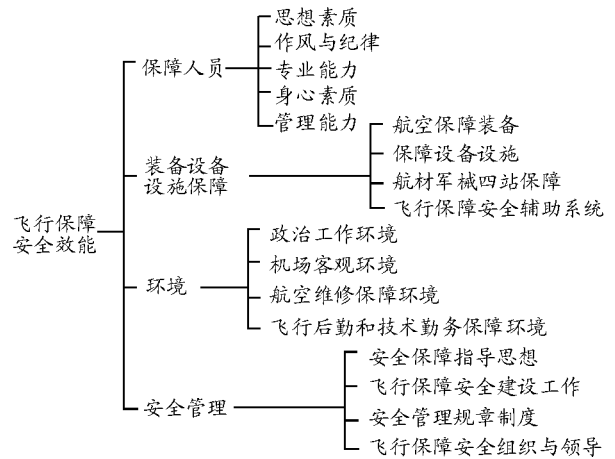 飞行保障
安全效能
保障人员
思想素质
作风与纪律
专业能力
身心素质
管理能力
装备设备
设施保障
航空保障装备
保障设备设施
航材军械四站保障
飞行保障安全辅助系统
环境
政治工作环境
机场客观环境
航空维修保障环境
飞行后勤和技术勤务保障环境
安全管理
安全保障指导思想
飞行保障安全建设工作
安全管理规章制度
飞行保障安全组织与领导